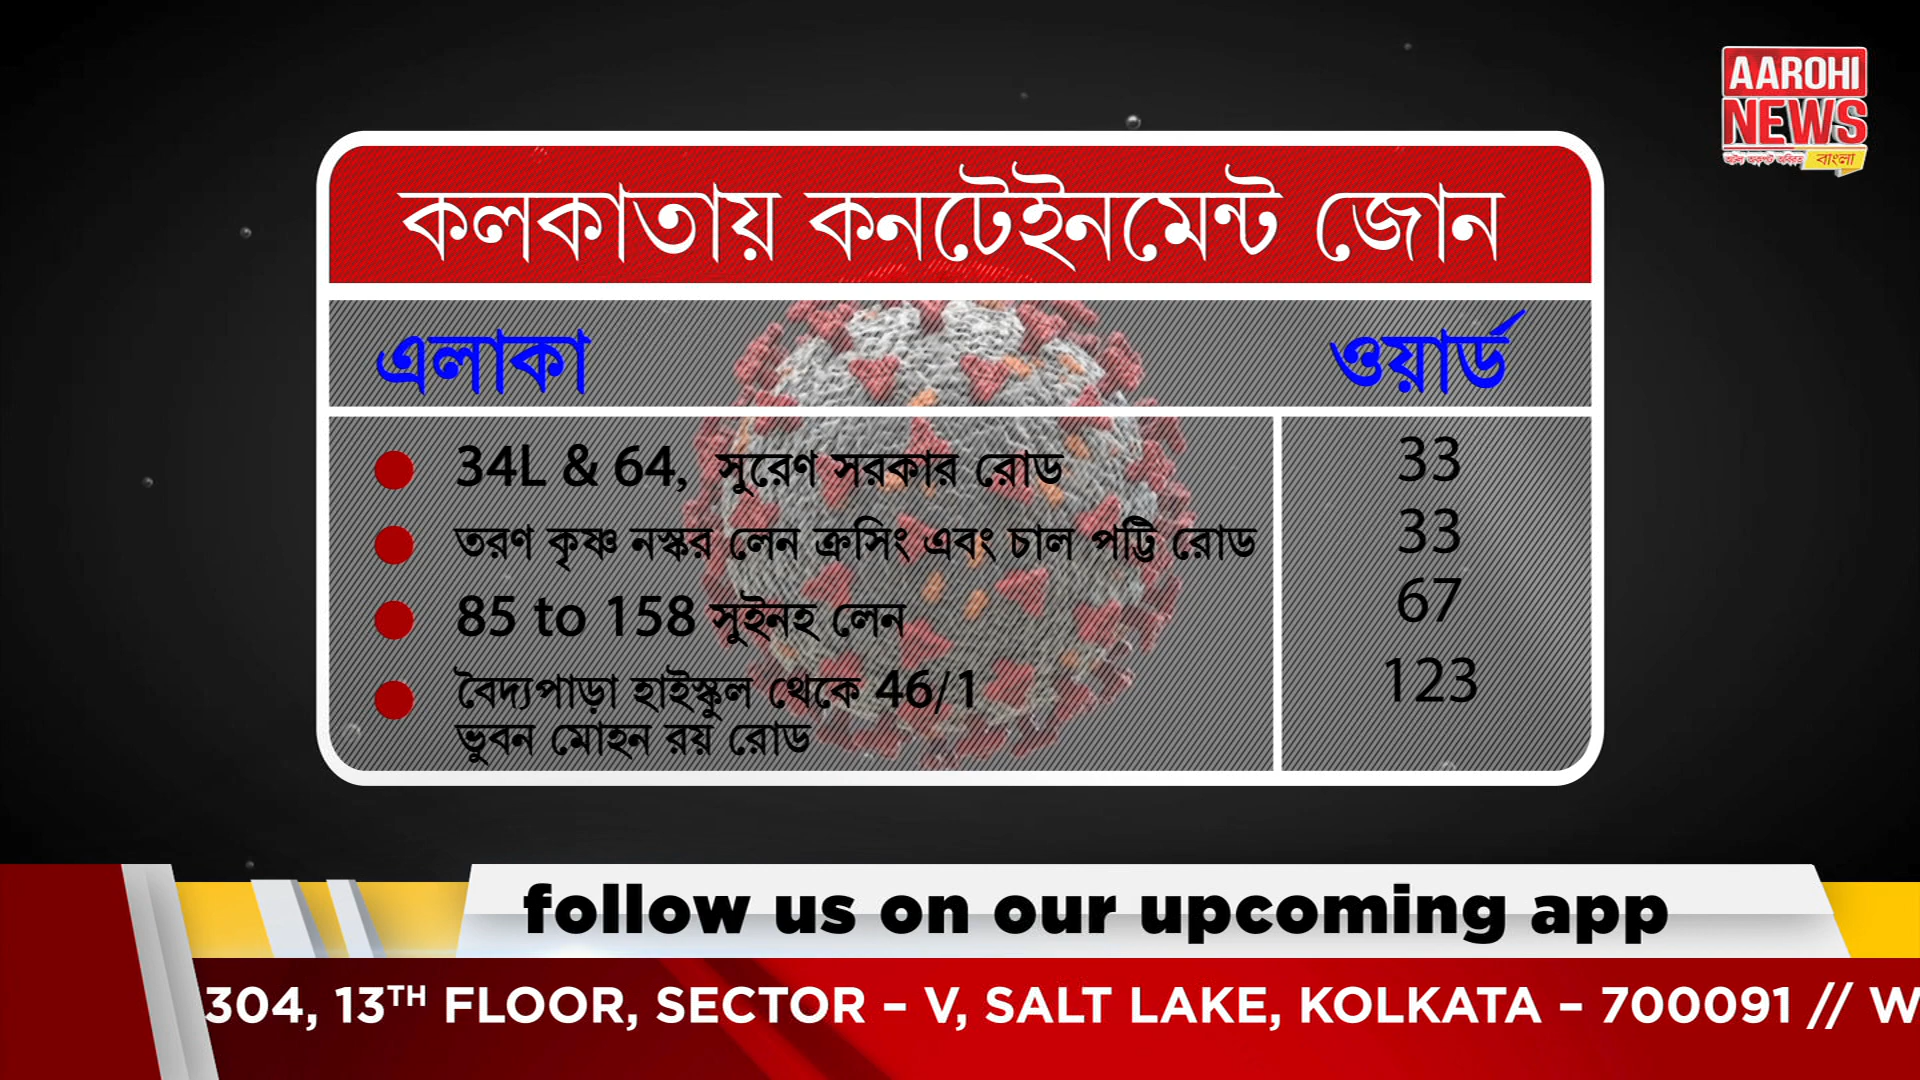 AAROHI
NEWS
বাংলা
কলকাতায় কনটেইনমেন্ট জোন
এলাকা ওয়ার্ড
34L & 64, সুরেণ সরকার রোড 33
তরণ কৃষ্ণ নস্কর লেন ক্রসিং এবং চাল পট্টি রোড 33
85 to 158 সুইনহ লেন 67
বৈদ্যপাড়া হাইস্কুল থেকে 46/1 123
ভুবন মোহন রয় রোড
follow us on our upcoming app
304, 13TH FLOOR, SECTOR – V, SALT LAKE, KOLKATA – 700091 // W